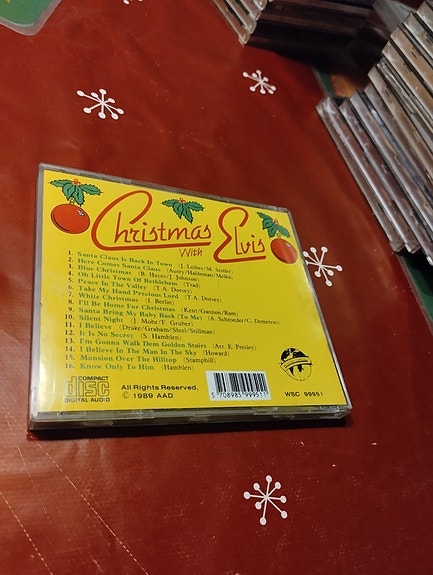 Christmas
With Elvis
1. Santa Claus Is Back In Town (J. Leiber/M. Stoller)
2. Here Comes Santa Claus (Autry/Haldeman/Melka)
3. Blue Christmas (B. Hayes/J. Johnson)
4. Oh Little Town Of Bethlehem (Trad)
5. Peace In The Valley (T.A. Dorsey)
6. Take My Hand Precious Lord (T.A. Dorsey)
7. White Christmas (I. Berlin)
8. I'll Be Home For Christmas (Kent/Gannon/Ram)
9. Santa Bring My Baby Back (To Me) (A. Schroeder/C. Demetrec)
10. Silent Night (J. Mohr/F. Gruber)
11. I Believe (Drake/Graham/Shirl/Stillman)
12. It Is No Secret (S. Hamblen)
13. I'm Gonna Walk Dem Golden Stairs (Arr. E. Presley)
14. I Believe In The Man In The Sky (Howard)
15. Mansion Over The Hilltop (Stamphill)
16. Know Only To Him (Hamblen)
COMPACT
disc
DIGITAL AUDIO
All Rights Reserved,
© 1989 AAD
5 708985 999511
WSC 99951